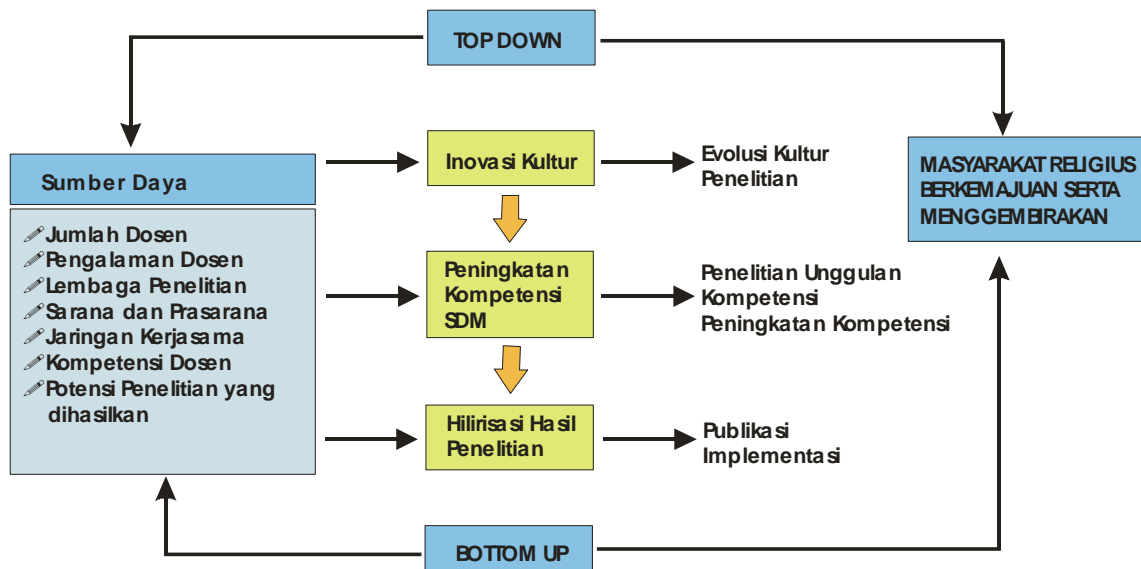 TOP DOWN
Sumber Daya
Jumlah Dosen
Pengalaman Dosen
Lembaga Penelitian
Sarana dan Prasarana
Jaringan Kerjasama
Kompetensi Dosen
Potensi Penelitian yang
dihasilkan
Inovasi Kultur
Evolusi Kultur
Penelitian
Peningkatan
Kompetensi
SDM
Penelitian Unggulan
Kompetensi
Peningkatan Kompetensi
Hilirisasi Hasil
Penelitian
Publikasi
Implementasi
MASYARAKAT RELIGIUS
BERKEMAJUAN SERTA
MENGGEMBIRAKAN
BOTTOM UP